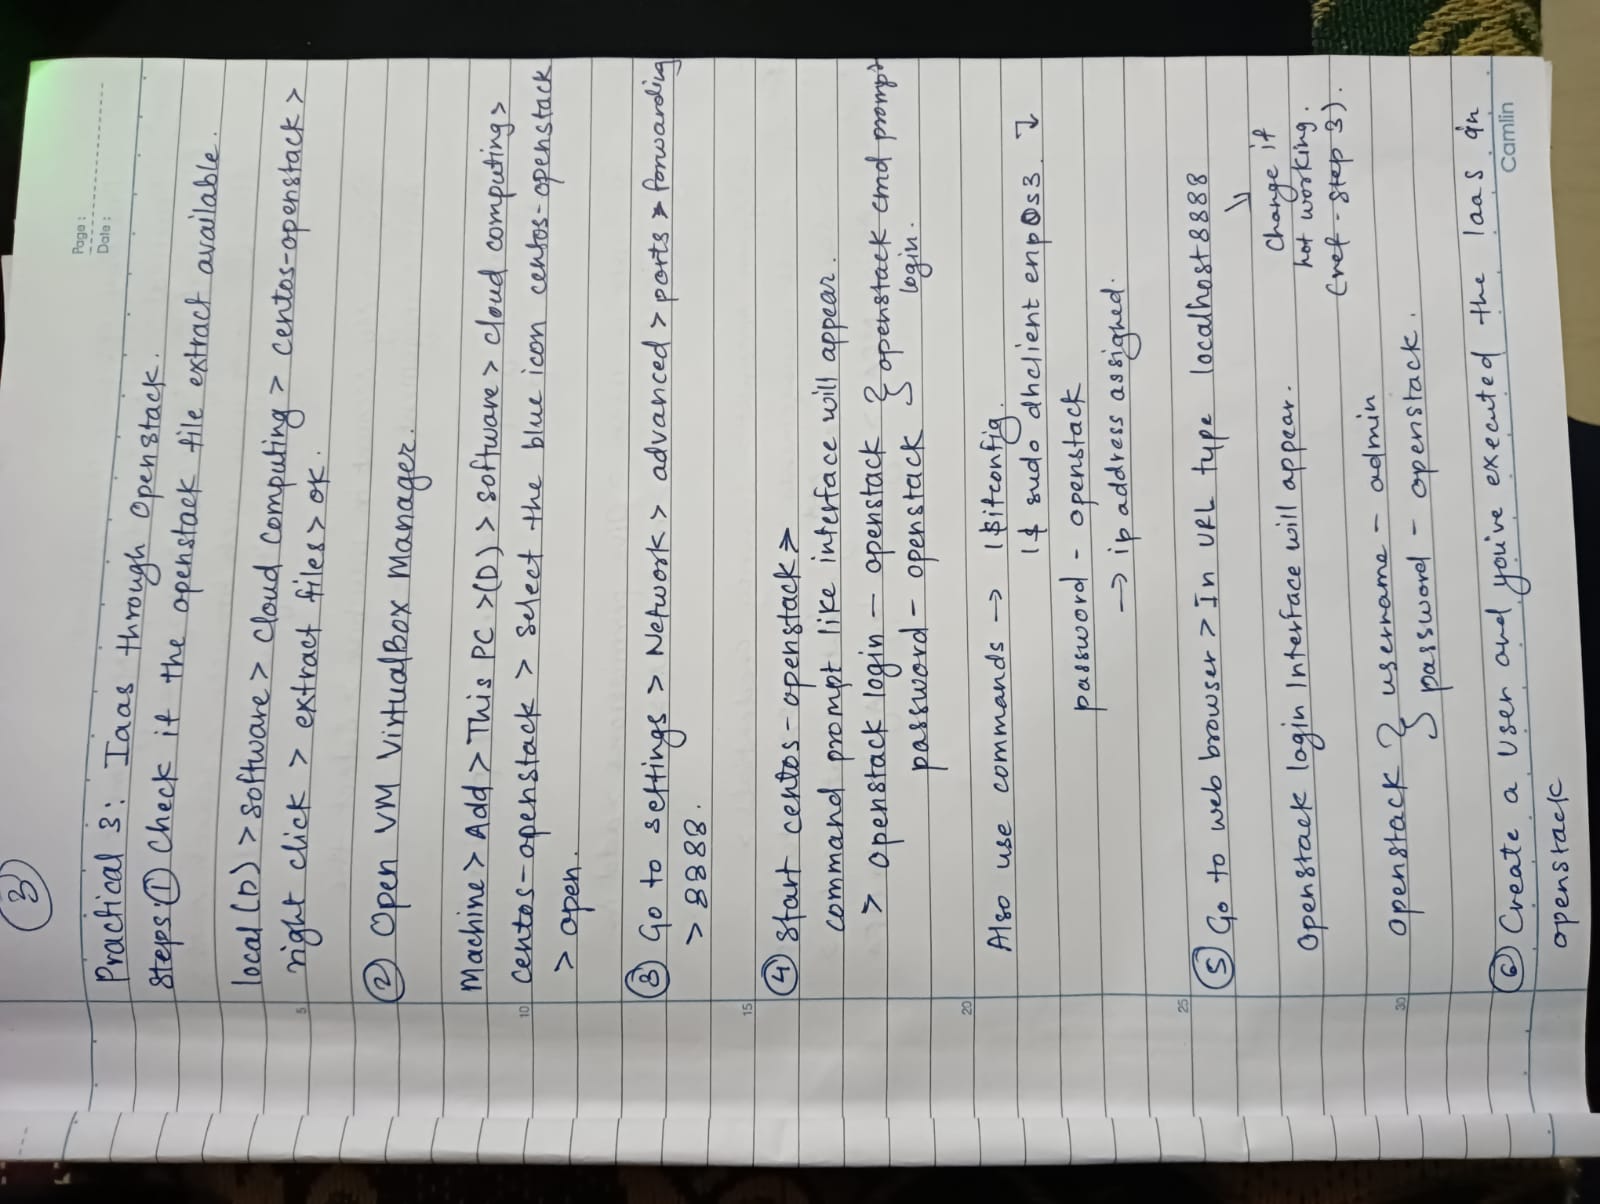 3
Page:
Date:
Practical 3: Iaas through Openstack.
Steps: 1 Check if the openstack file extract available.
local (D) > software > cloud computing > centos-openstack >
right click > extract files > ok.
2 Open VM VirtualBox Manager.
Machine > Add > This PC > (D) > software > cloud computing >
centos-openstack > select the blue icon centos-openstack
> open.
3 Go to settings > Network > advanced > ports > forwarding
> 8888.
4 Start centos-openstack >
command prompt like interface will appear.
> openstack login - openstack } openstack cmd prompt
password - openstack } login.
Also use commands → 1$ifconfig.
1$ sudo dhclient enp0s3. ↓
password - openstack
→ ip address assigned.
5 Go to web browser > In URL type localhost8888
↓
Openstack login Interface will appear. Change if
not working.
(ref - step 3).
openstack } username - admin
password - openstack.
6 Create a user and you've executed the Iaas in
openstack
5
10
15
20
25
30
Camlin